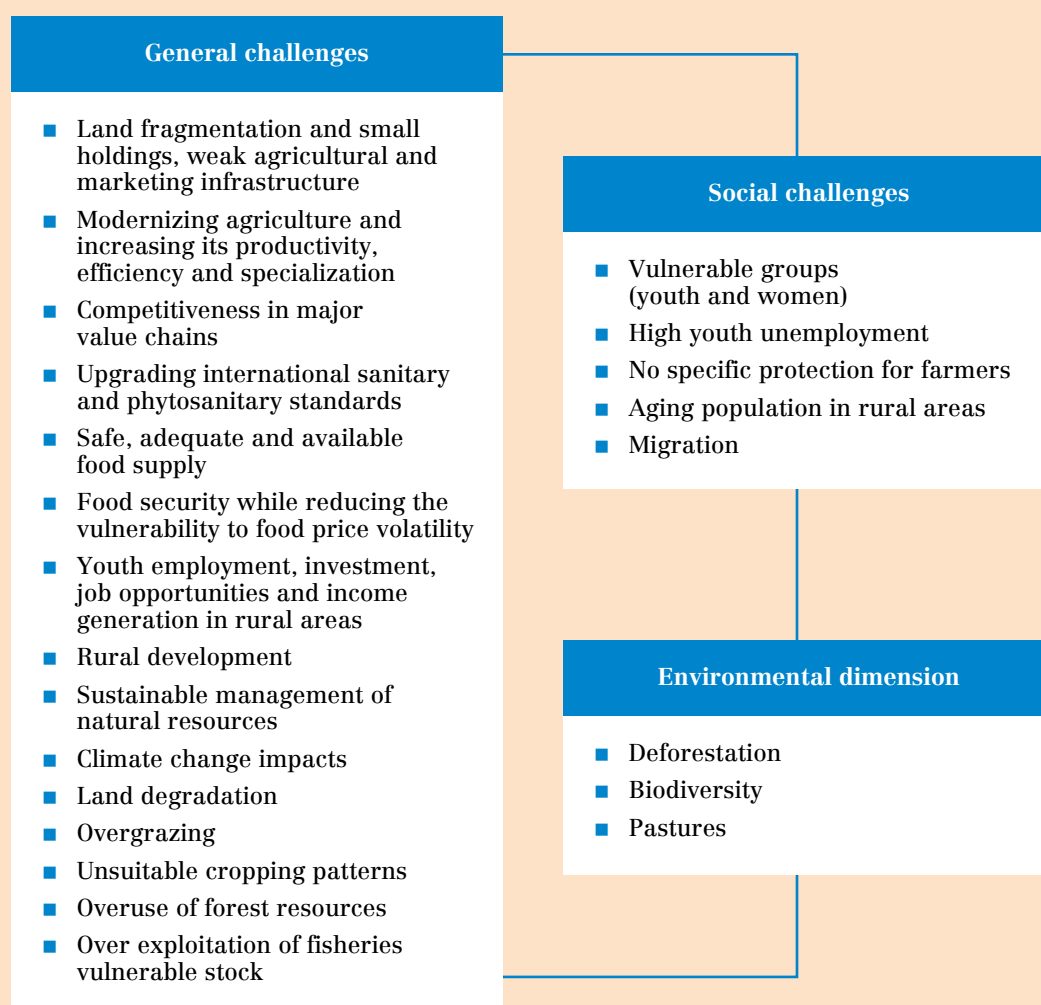 General challenges
Land fragmentation and small
holdings, weak agricultural and
marketing infrastructure
Modernizing agriculture and
increasing its productivity,
efficiency and specialization
Competitiveness in major
value chains
Upgrading international sanitary
and phytosanitary standards
Safe, adequate and available
food supply
Food security while reducing the
vulnerability to food price volatility
Youth employment, investment,
job opportunities and income
generation in rural areas
Rural development
Sustainable management of
natural resources
Climate change impacts
Land degradation
Overgrazing
Unsuitable cropping patterns
Overuse of forest resources
Over exploitation of fisheries
vulnerable stock
Social challenges
Vulnerable groups
(youth and women)
High youth unemployment
No specific protection for farmers
Aging population in rural areas
Migration
Environmental dimension
Deforestation
Biodiversity
Pastures